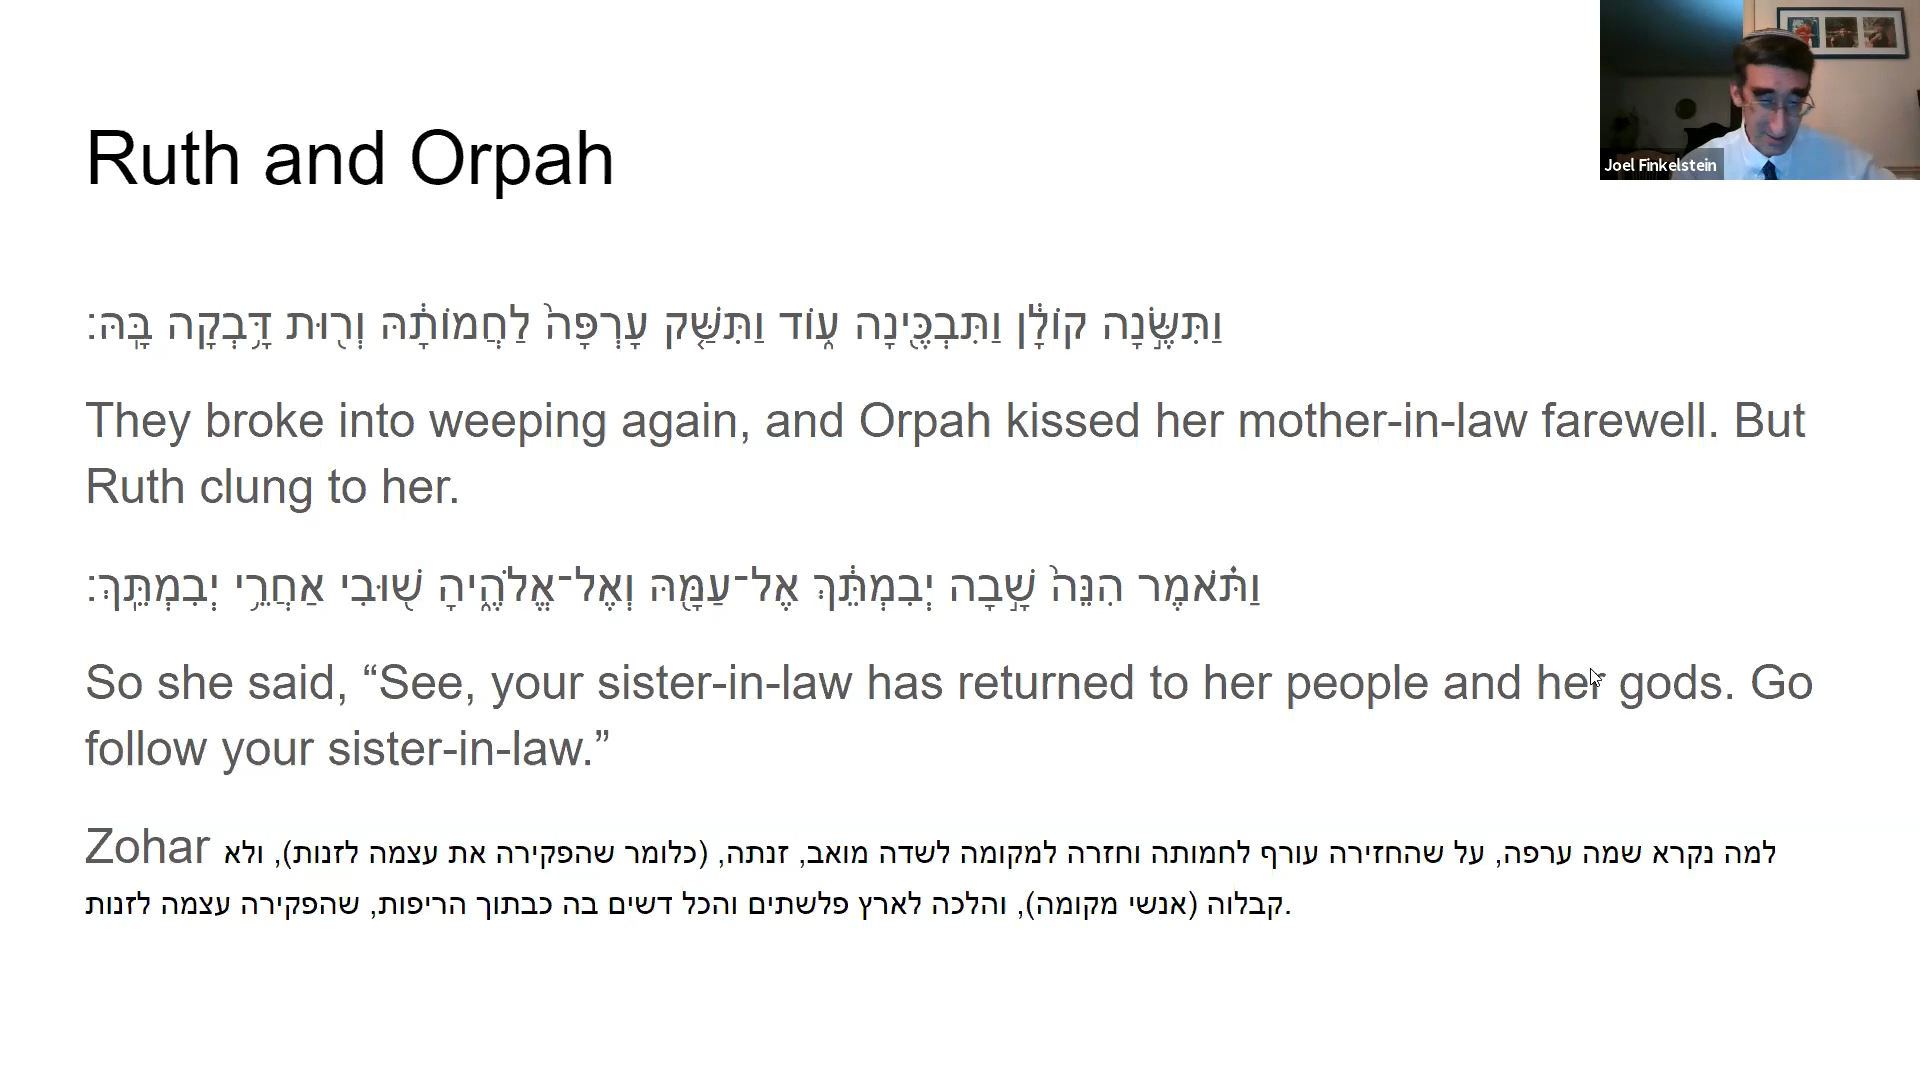 Ruth and Orpah
Joel Finkelstein
וַתִּשֶּׂ֣נָה קוֹלָ֔ן וַתִּבְכֶּ֖ינָה ע֑וֹד וַתִּשַּׁ֤ק עָרְפָּה֙ לַחֲמוֹתָ֔הּ וְר֖וּת דָּ֥בְקָה בָּֽהּ׃
They broke into weeping again, and Orpah kissed her mother-in-law farewell. But
Ruth clung to her.
וַתֹּ֗אמֶר הִנֵּה֙ שָׁ֣בָה יְבִמְתֵּ֔ךְ אֶל־עַמָּ֖הּ וְאֶל־אֱלֹהֶ֑יהָ שׁ֖וּבִי אַחֲרֵ֥י יְבִמְתֵּֽךְ׃
So she said, “See, your sister-in-law has returned to her people and her gods. Go
follow your sister-in-law.”
Zohar למה נקרא שמה ערפה, על שהחזירה עורף לחמותה וחזרה למקומה לשדה מואב, זנתה, (כלומר שהפקירה את עצמה לזנות), ולא
קבלוה (אנשי מקומה), והלכה לארץ פלשתים והכל דשים בה כבתוך הריפות, שהפקירה עצמה לזנות.